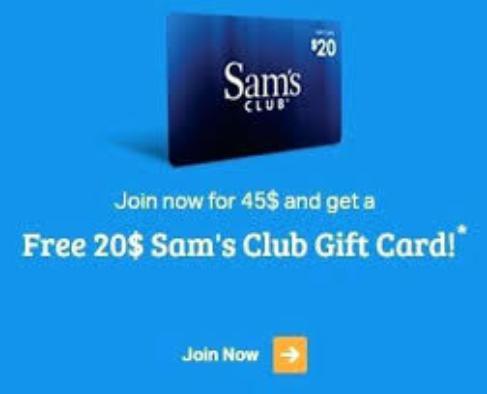 $20
Sam's
CLUB
Join now for 45$ and get a
Free 20$ Sam's Club Gift Card!*
Join Now